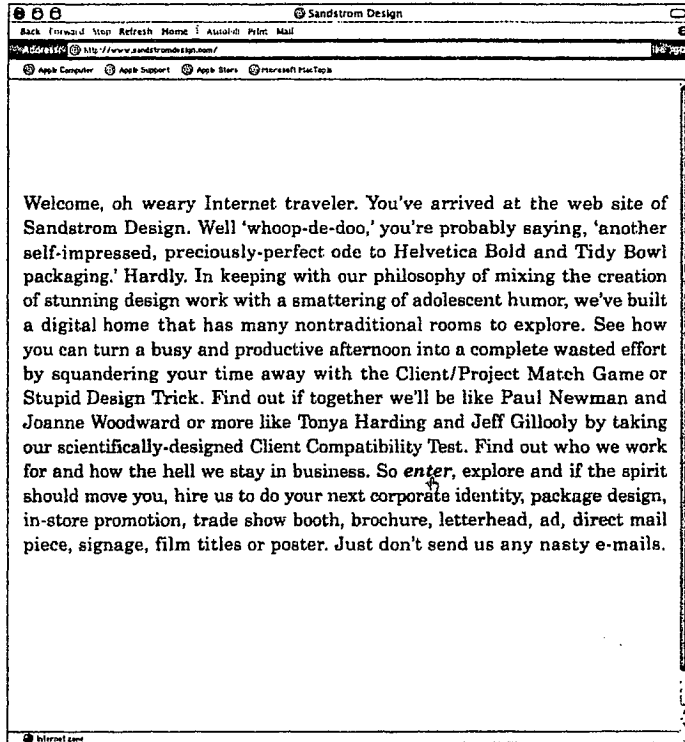 Sandstrom Design
Back Forward Stop Refresh Home AutoFill Print Mail
Address: http://www.sandstromdesign.com/
Apple Computer Apple Support Apple Store Microsoft MacTopia
Welcome, oh weary Internet traveler. You've arrived at the web site of
Sandstrom Design. Well 'whoop-de-doo,' you're probably saying, 'another
self-impressed, preciously-perfect ode to Helvetica Bold and Tidy Bowl
packaging.' Hardly. In keeping with our philosophy of mixing the creation
of stunning design work with a smattering of adolescent humor, we've built
a digital home that has many nontraditional rooms to explore. See how
you can turn a busy and productive afternoon into a complete wasted effort
by squandering your time away with the Client/Project Match Game or
Stupid Design Trick. Find out if together we'll be like Paul Newman and
Joanne Woodward or more like Tonya Harding and Jeff Gillooly by taking
our scientifically-designed Client Compatibility Test. Find out who we work
for and how the hell we stay in business. So enter, explore and if the spirit
should move you, hire us to do your next corporate identity, package design,
in-store promotion, trade show booth, brochure, letterhead, ad, direct mail
piece, signage, film titles or poster. Just don't send us any nasty e-mails.
Internet zone